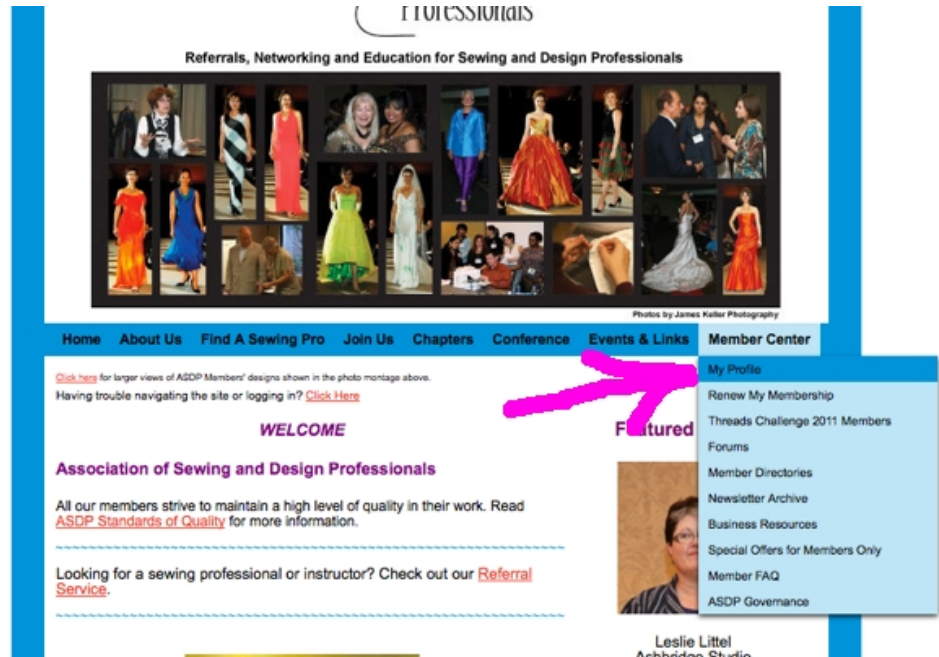 Professionals
Referrals, Networking and Education for Sewing and Design Professionals
Photos by James Keller Photography
Home About Us Find A Sewing Pro Join Us Chapters Conference Events & Links Member Center
My Profile
Renew My Membership
Threads Challenge 2011 Members
Forums
Member Directories
Newsletter Archive
Business Resources
Special Offers for Members Only
Member FAQ
ASDP Governance
Click here for larger views of ASDP Members' designs shown in the photo montage above.
Having trouble navigating the site or logging in? Click Here
WELCOME
Association of Sewing and Design Professionals
All our members strive to maintain a high level of quality in their work. Read
ASDP Standards of Quality for more information.
Looking for a sewing professional or instructor? Check out our Referral
Service.
Featured
Leslie Littel
Ashbridge Studio